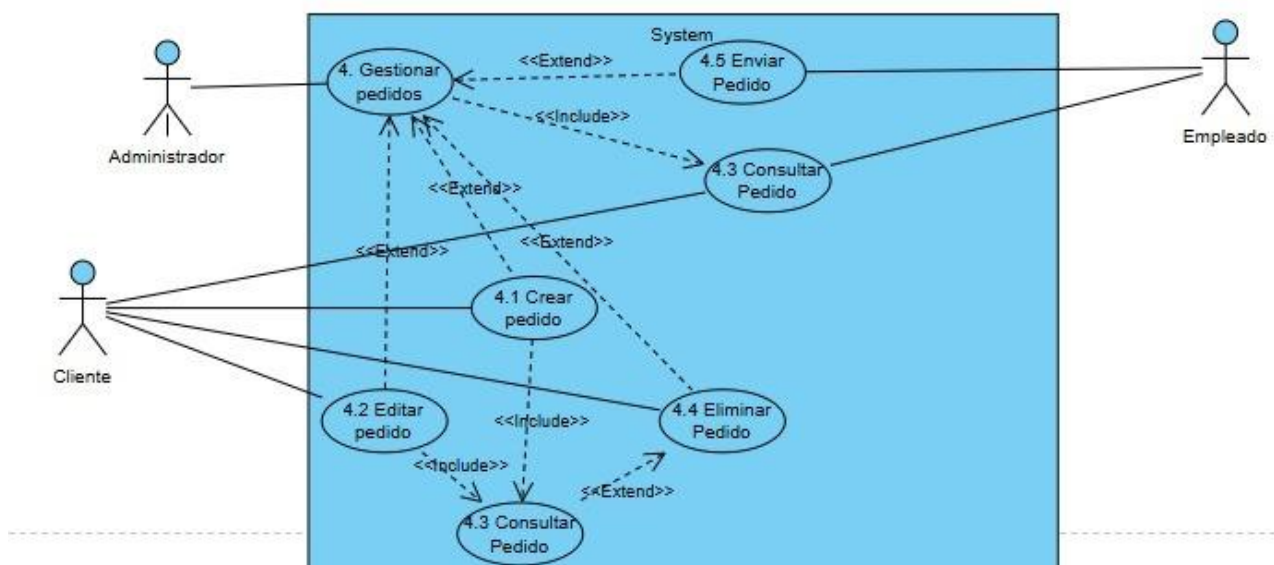 System
<<Extend>>
4. Gestionar
pedidos
4.5 Enviar
Pedido
<<Include>>
Administrador
Empleado
4.3 Consultar
Pedido
<<Extend>>
<<Extend>>
<<Extend>>
4.1 Crear
pedido
Cliente
4.2 Editar
pedido
<<Include>>
4.4 Eliminar
Pedido
<<Include>>
<<Extend>>
4.3 Consultar
Pedido